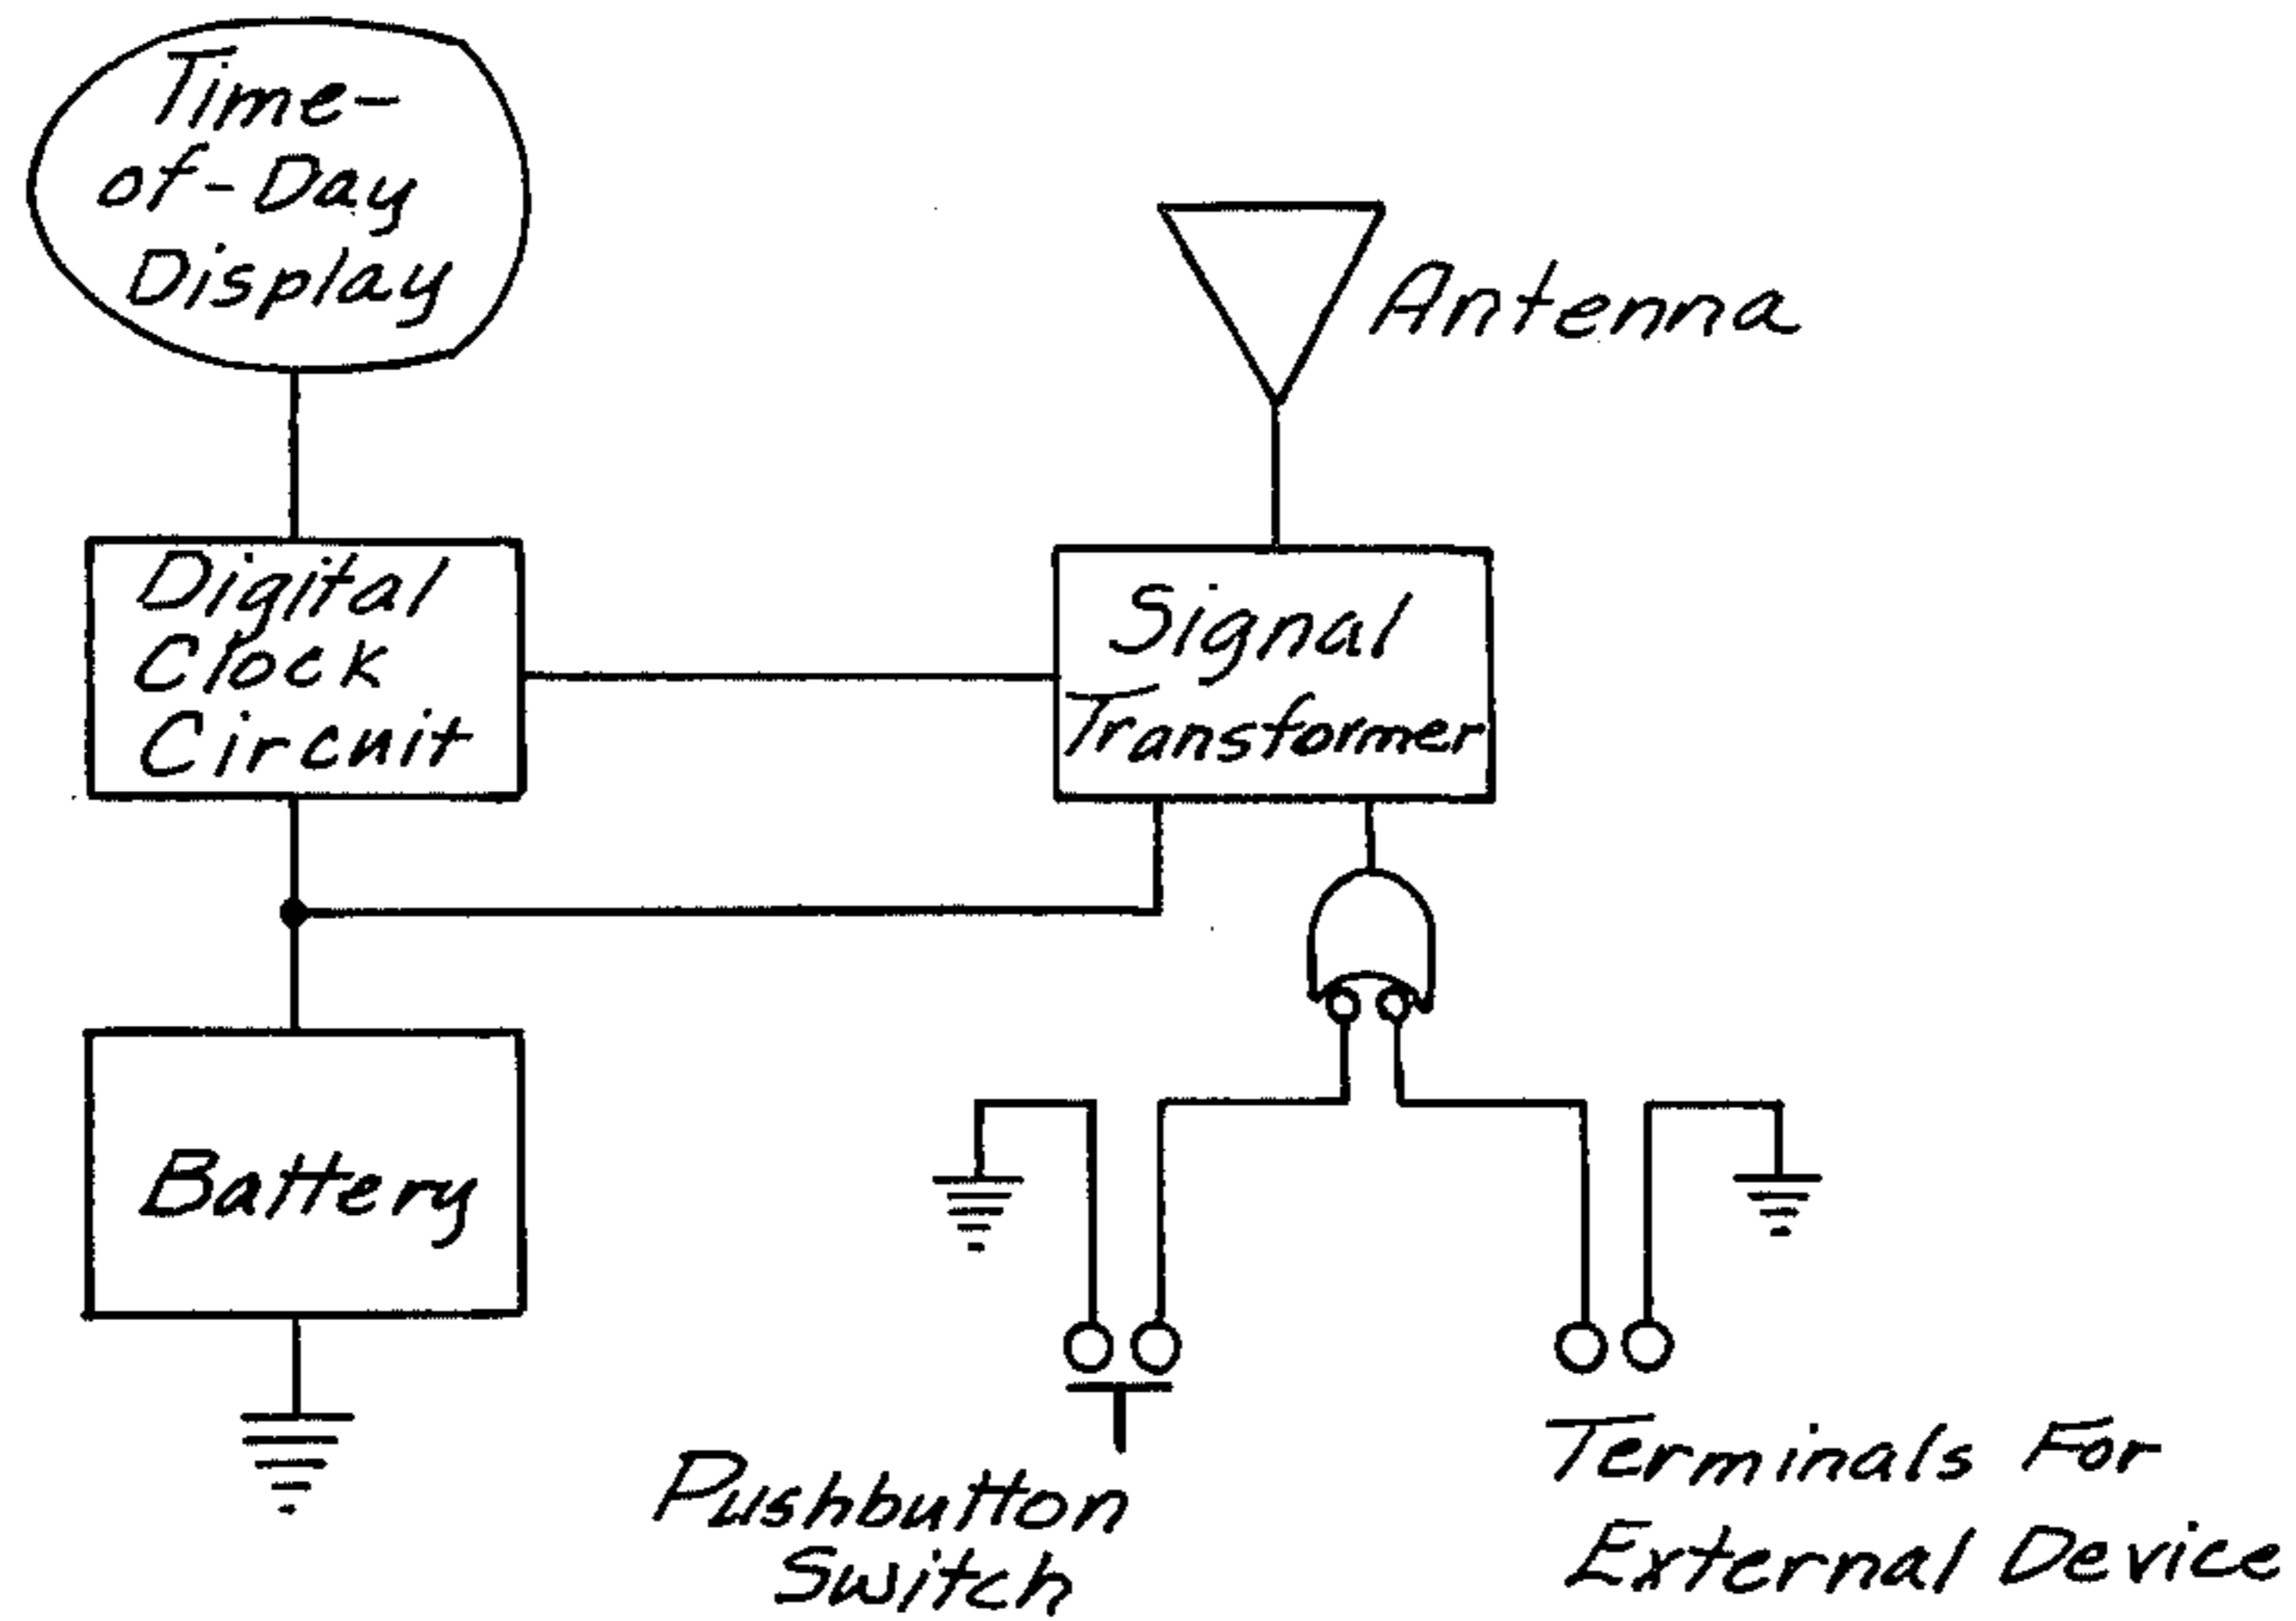 Time-
of-Day
Display
Antenna
Digital
Clock
Circuit
Signal
Transformer
Battery
Pushbutton
Switch
Terminals For
External Device